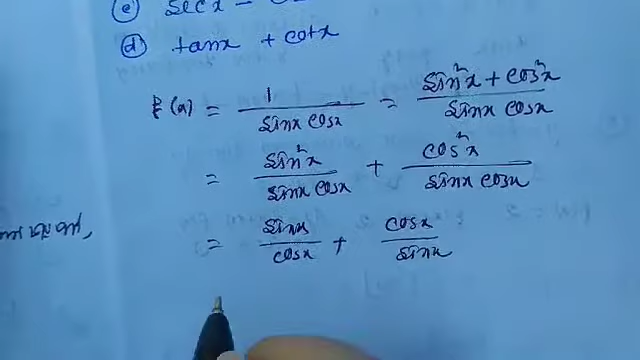 (c) sec x -
(d) tanx + cotx
f(x) = 1 / sinx cosx = sin²x + cos²x / sinx cosx
= sin²x / sinx cosx + cos²x / sinx cosx
= sinx / cosx + cosx / sinx